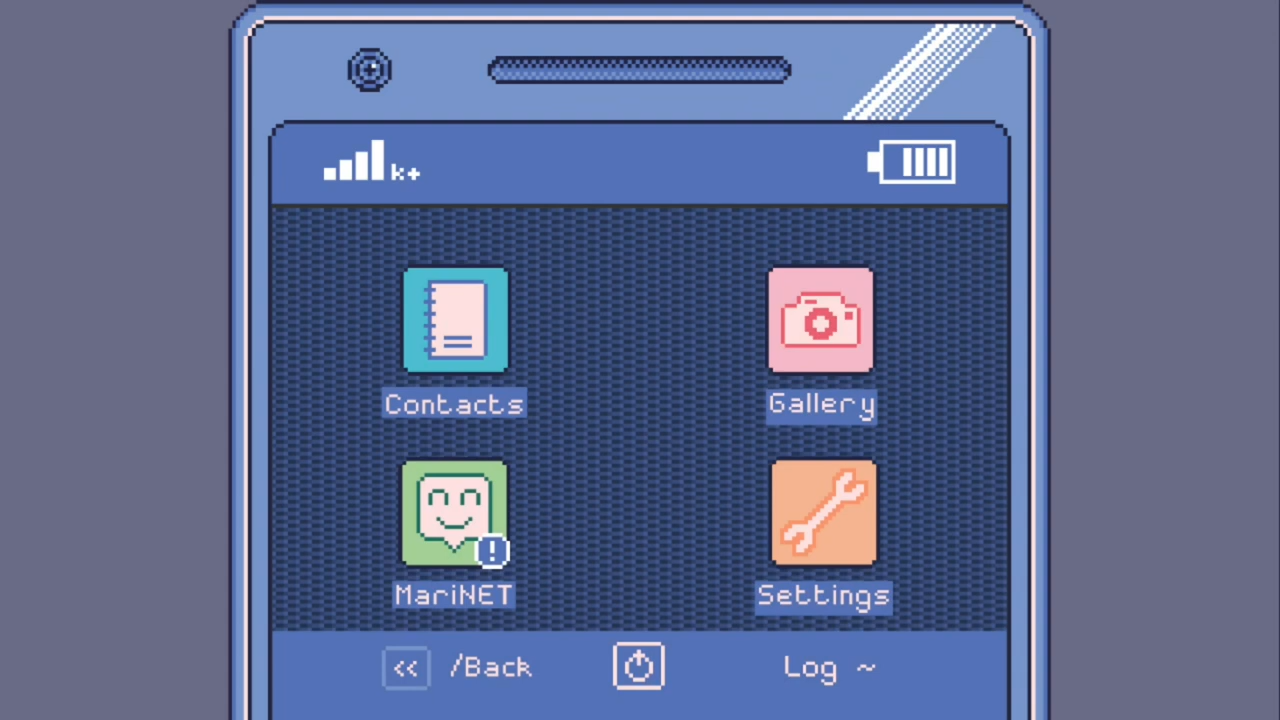 k+
Contacts
Gallery
MariNET
Settings
<< /Back
Log ~